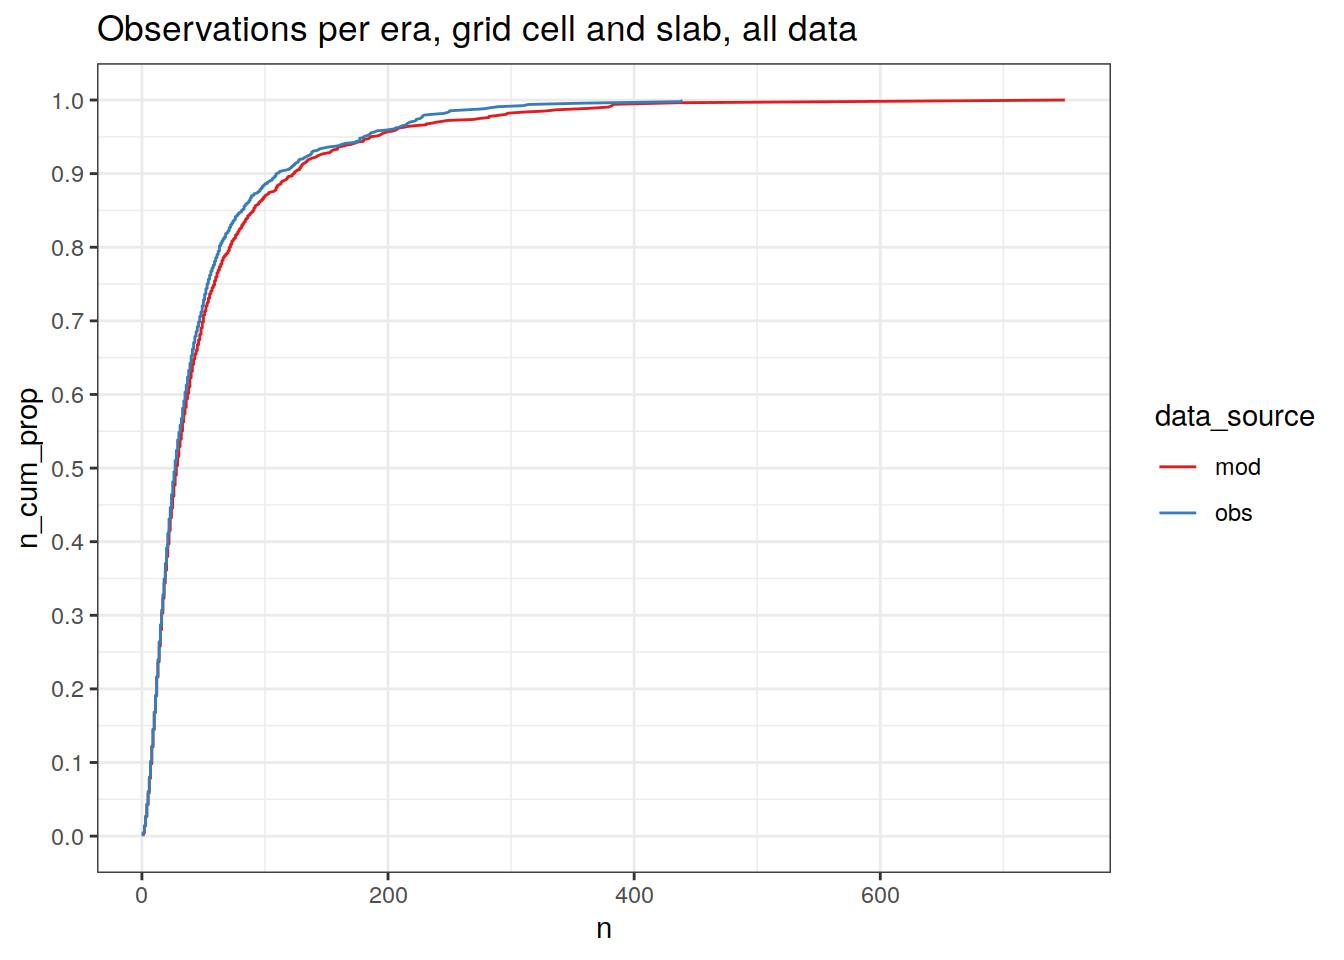 Observations per era, grid cell and slab, all data
n_cum_prop
1.0
0.9
0.8
0.7
0.6
0.5
0.4
0.3
0.2
0.1
0.0
0
200
400
600
n
data_source
mod
obs